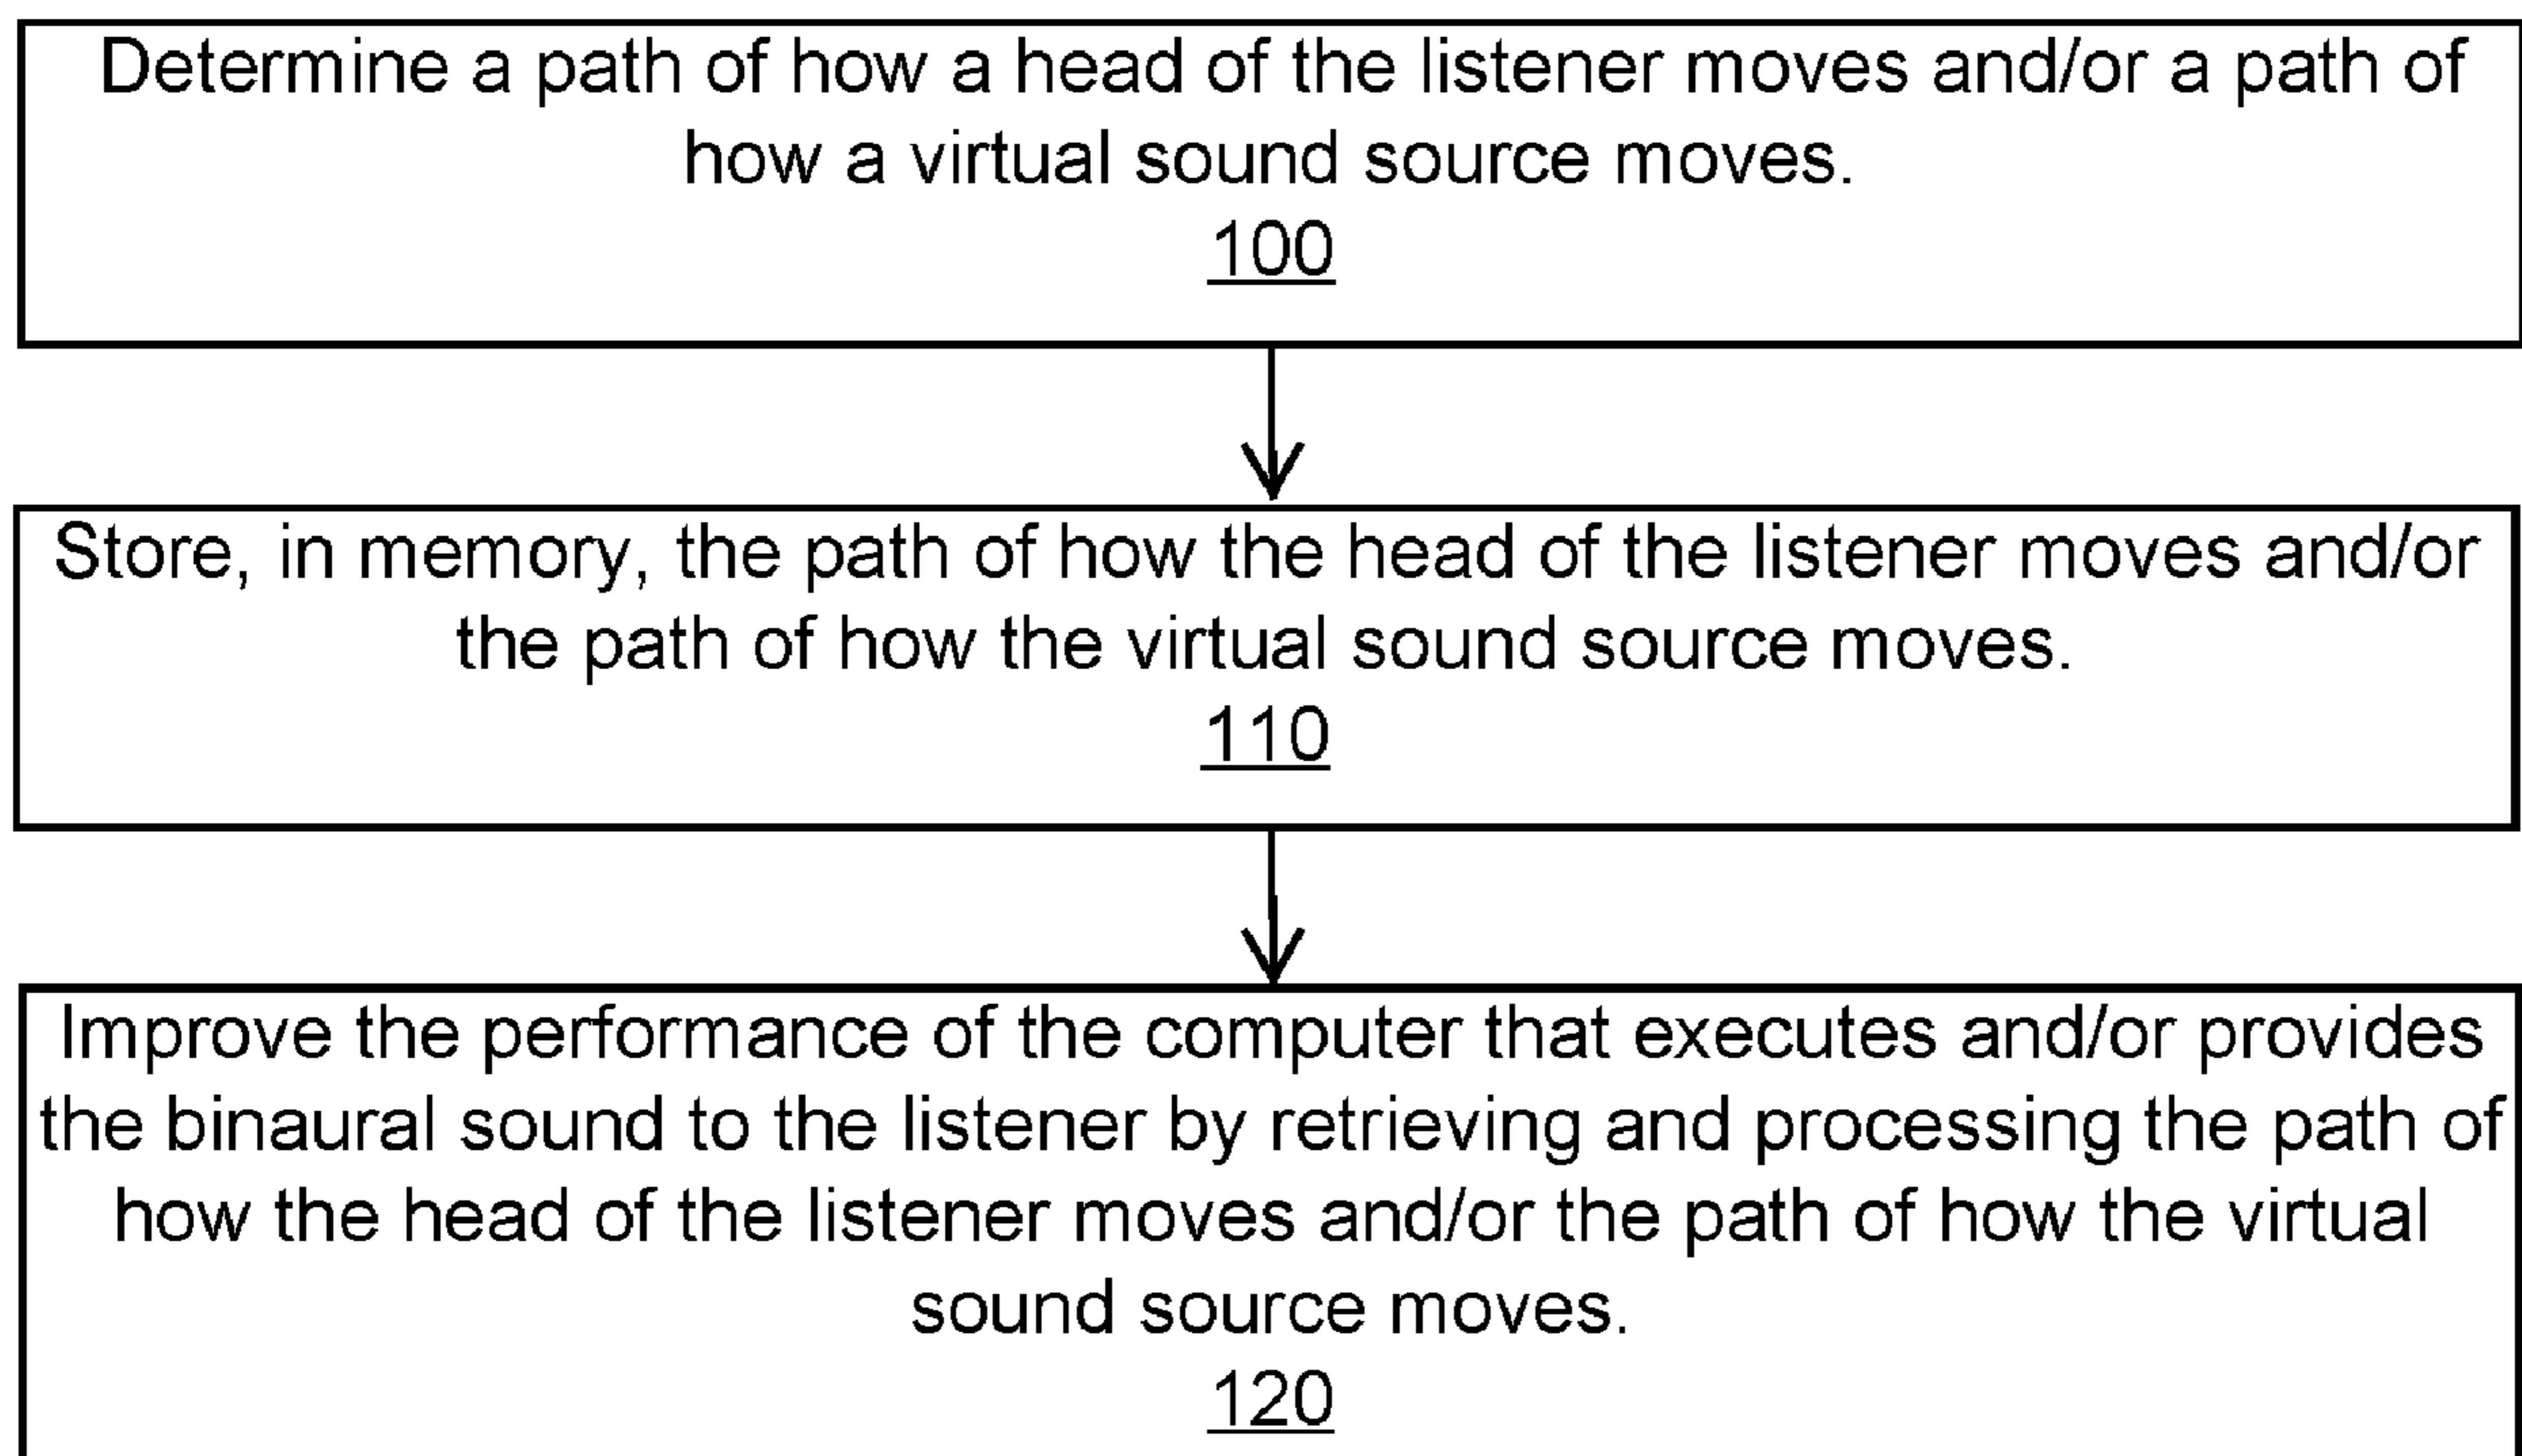 Determine a path of how a head of the listener moves and/or a path of
how a virtual sound source moves.
100
Store, in memory, the path of how the head of the listener moves and/or
the path of how the virtual sound source moves.
110
Improve the performance of the computer that executes and/or provides
the binaural sound to the listener by retrieving and processing the path of
how the head of the listener moves and/or the path of how the virtual
sound source moves.
120